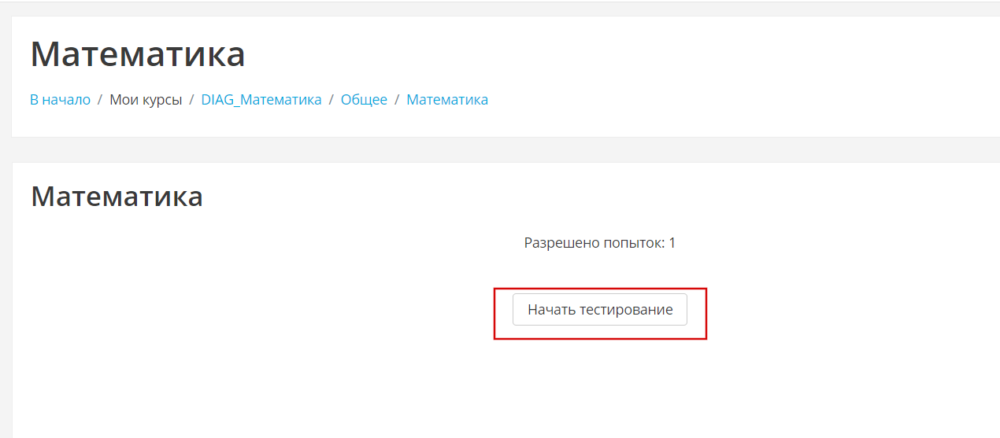 Математика
В начало / Мои курсы / DIAG_Математика / Общее / Математика
Математика
Разрешено попыток: 1
Начать тестирование